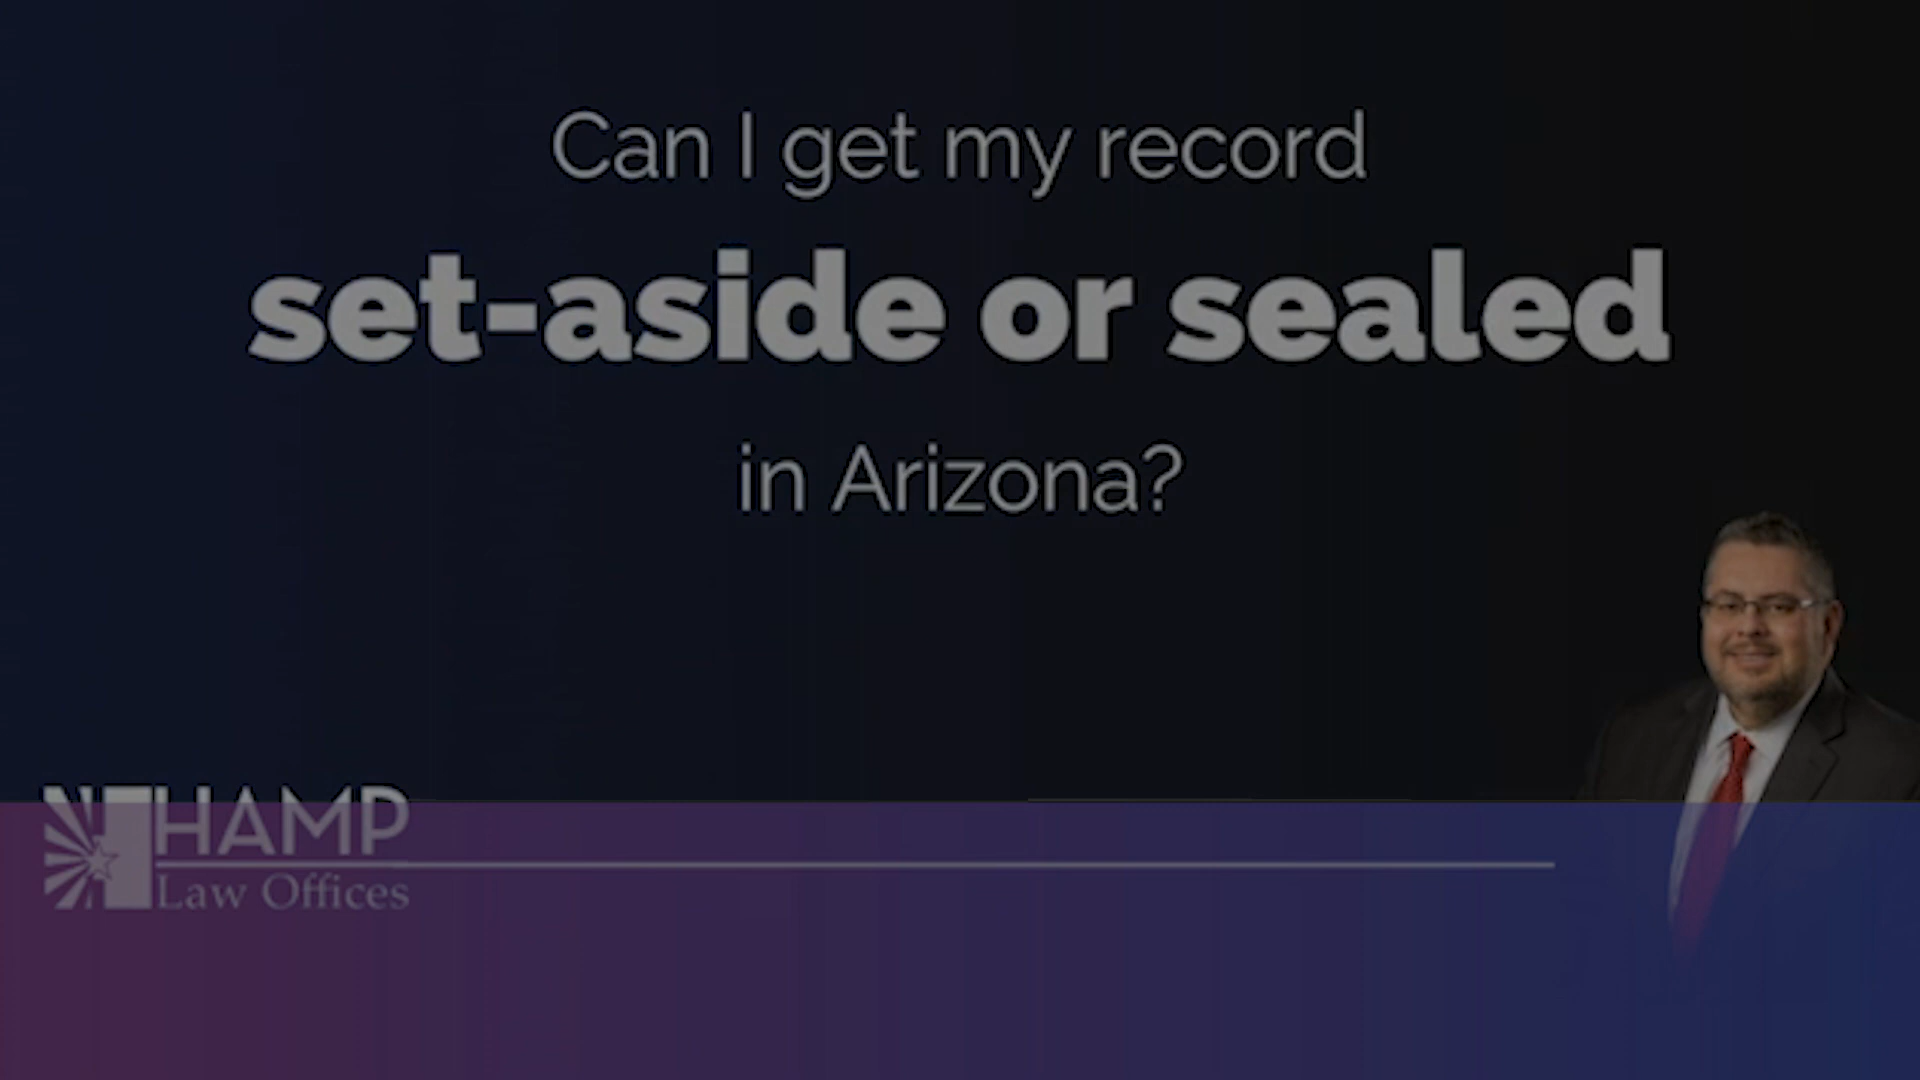 Can I get my record
set-aside or sealed
in Arizona?
HAMP
Law Offices